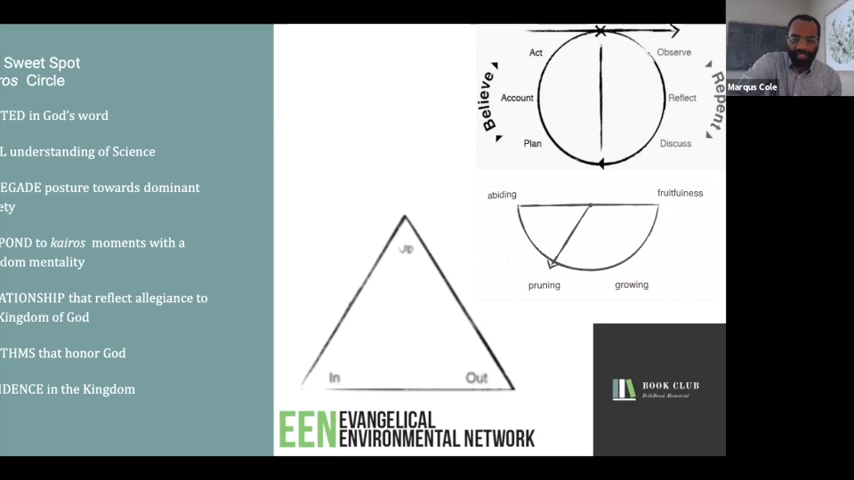 Sweet Spot
ros Circle
TED in God's word
L understanding of Science
EGADE posture towards dominant
ety
POND to kairos moments with a
dom mentality
ATIONSHIP that reflect allegiance to
Kingdom of God
THMS that honor God
IDENCE in the Kingdom
Act
Observe
Believe
Account
Reflect
Repent
Plan
Discuss
abiding
fruitfulness
pruning
growing
Up
In
Out
EEN EVANGELICAL
ENVIRONMENTAL NETWORK
BOOK CLUB
Marqus Cole